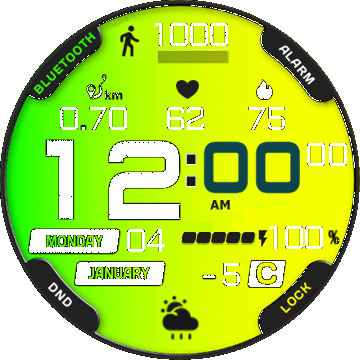 1000
BLUETOOTH
ALARM
km
0.70 62 75
12:00 00
AM
MONDAY 04 100%
JANUARY -5 C
DND
LOCK